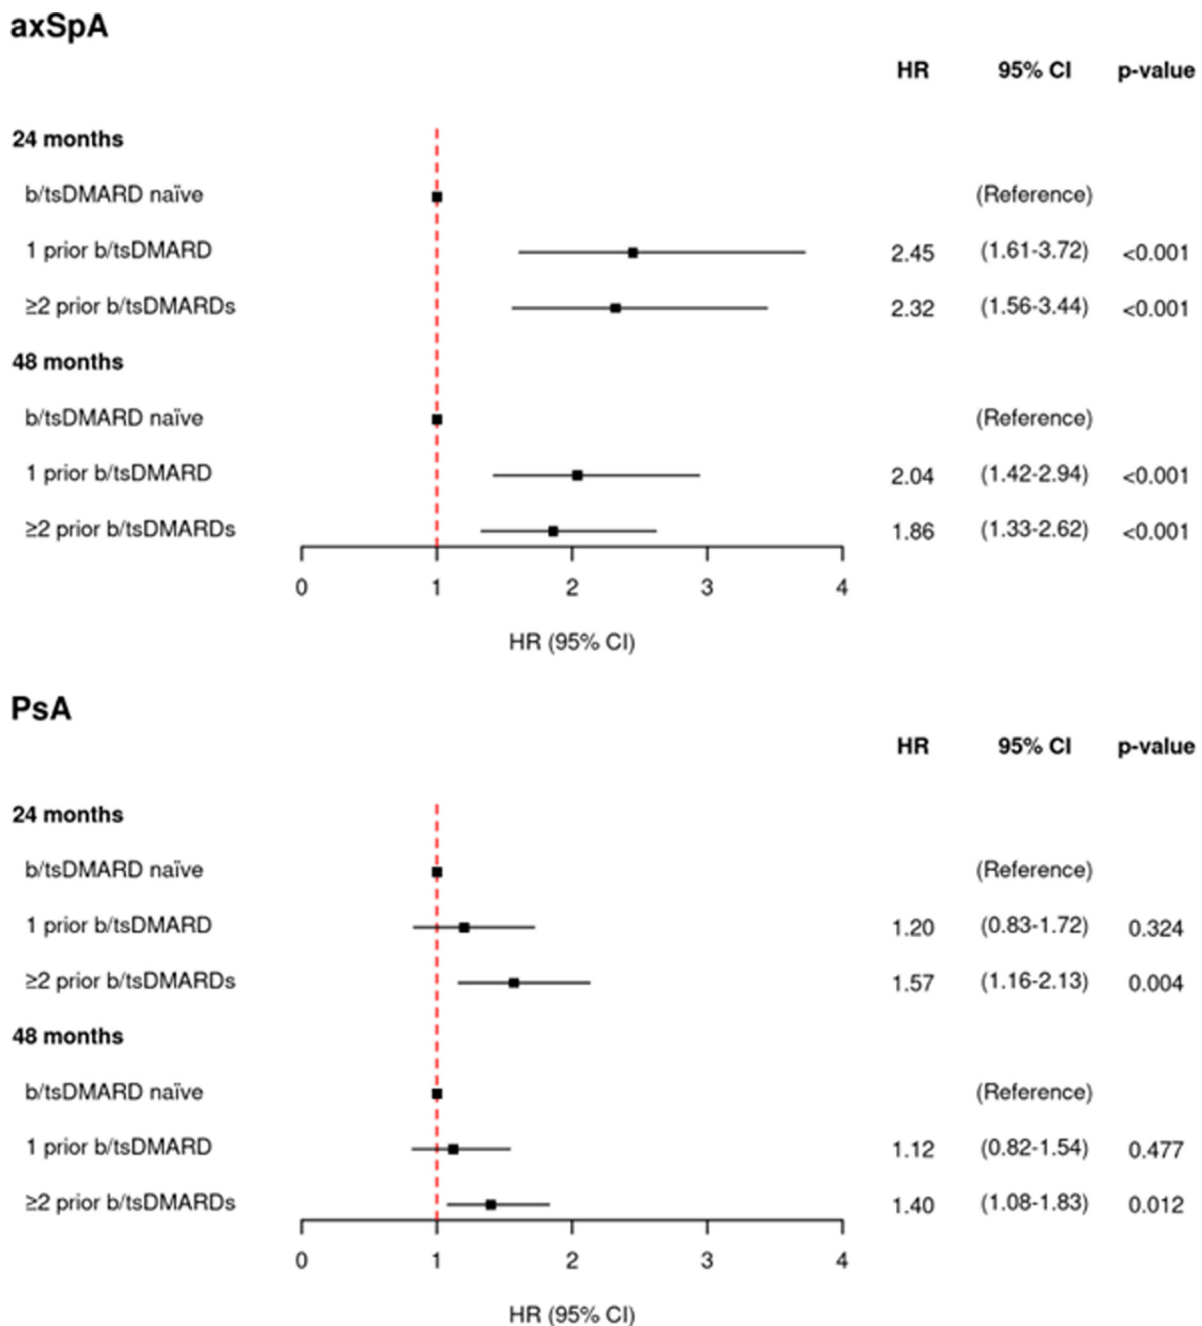 axSpA
HR 95% CI p-value
24 months
b/tsDMARD naïve (Reference)
1 prior b/tsDMARD 2.45 (1.61-3.72) <0.001
≥2 prior b/tsDMARDs 2.32 (1.56-3.44) <0.001
48 months
b/tsDMARD naïve (Reference)
1 prior b/tsDMARD 2.04 (1.42-2.94) <0.001
≥2 prior b/tsDMARDs 1.86 (1.33-2.62) <0.001
0 1 2 3 4
HR (95% CI)
PsA
HR 95% CI p-value
24 months
b/tsDMARD naïve (Reference)
1 prior b/tsDMARD 1.20 (0.83-1.72) 0.324
≥2 prior b/tsDMARDs 1.57 (1.16-2.13) 0.004
48 months
b/tsDMARD naïve (Reference)
1 prior b/tsDMARD 1.12 (0.82-1.54) 0.477
≥2 prior b/tsDMARDs 1.40 (1.08-1.83) 0.012
0 1 2 3 4
HR (95% CI)